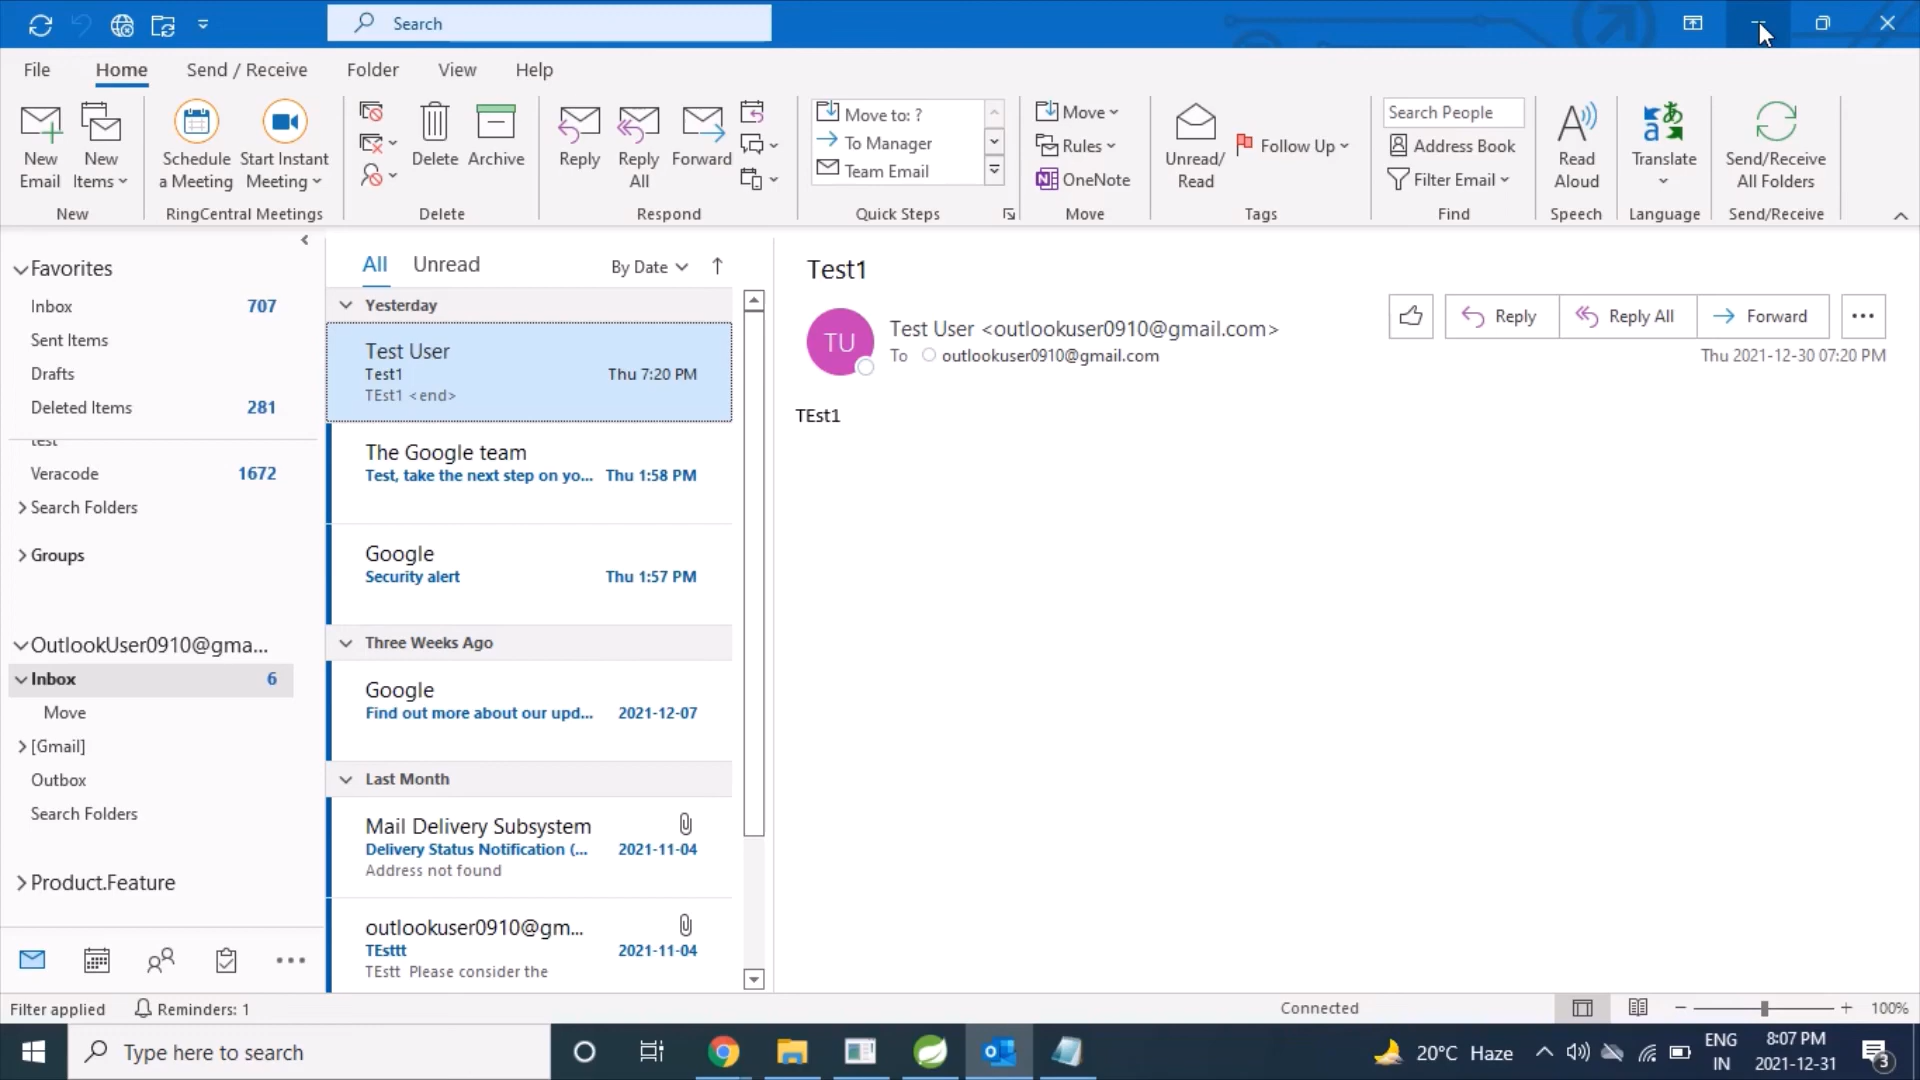 Search
File Home Send / Receive Folder View Help
New Email
New Items
New
Schedule a Meeting
Start Instant Meeting
RingCentral Meetings
Delete
Archive
Delete
Reply
Reply All
Forward
Respond
Move to: ?
To Manager
Team Email
Quick Steps
Move
Rules
OneNote
Move
Unread/ Read
Follow Up
Tags
Search People
Address Book
Filter Email
Find
Read Aloud
Speech
Translate
Language
Send/Receive All Folders
Send/Receive
Favorites
Inbox 707
Sent Items
Drafts
Deleted Items 281
test
Veracode 1672
Search Folders
Groups
OutlookUser0910@gma...
Inbox 6
Move
[Gmail]
Outbox
Search Folders
Product.Feature
All Unread By Date
Yesterday
Test User
Test1 Thu 7:20 PM
TEst1 <end>
The Google team
Test, take the next step on yo... Thu 1:58 PM
Google
Security alert Thu 1:57 PM
Three Weeks Ago
Google
Find out more about our upd... 2021-12-07
Last Month
Mail Delivery Subsystem
Delivery Status Notification (... 2021-11-04
Address not found
outlookuser0910@gm...
TEsttt 2021-11-04
TEstt Please consider the
Test1
TU
Test User <outlookuser0910@gmail.com>
To outlookuser0910@gmail.com
Reply Reply All Forward
Thu 2021-12-30 07:20 PM
TEst1
Filter applied Reminders: 1 Connected 100%
Type here to search
20°C Haze
ENG
IN
8:07 PM
2021-12-31
3